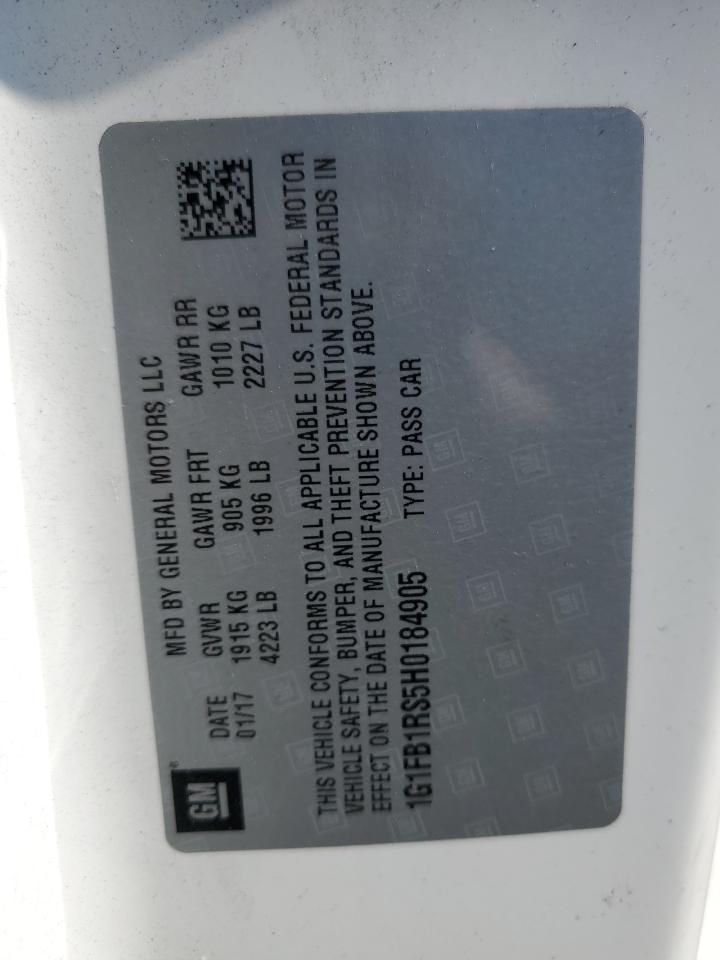 GM®
MFD BY GENERAL MOTORS LLC
DATE GVWR GAWR FRT GAWR RR
01/17 1915 KG 905 KG 1010 KG
4223 LB 1996 LB 2227 LB
THIS VEHICLE CONFORMS TO ALL APPLICABLE U.S. FEDERAL MOTOR
VEHICLE SAFETY, BUMPER, AND THEFT PREVENTION STANDARDS IN
EFFECT ON THE DATE OF MANUFACTURE SHOWN ABOVE.
1G1FB1RS5H0184905 TYPE: PASS CAR